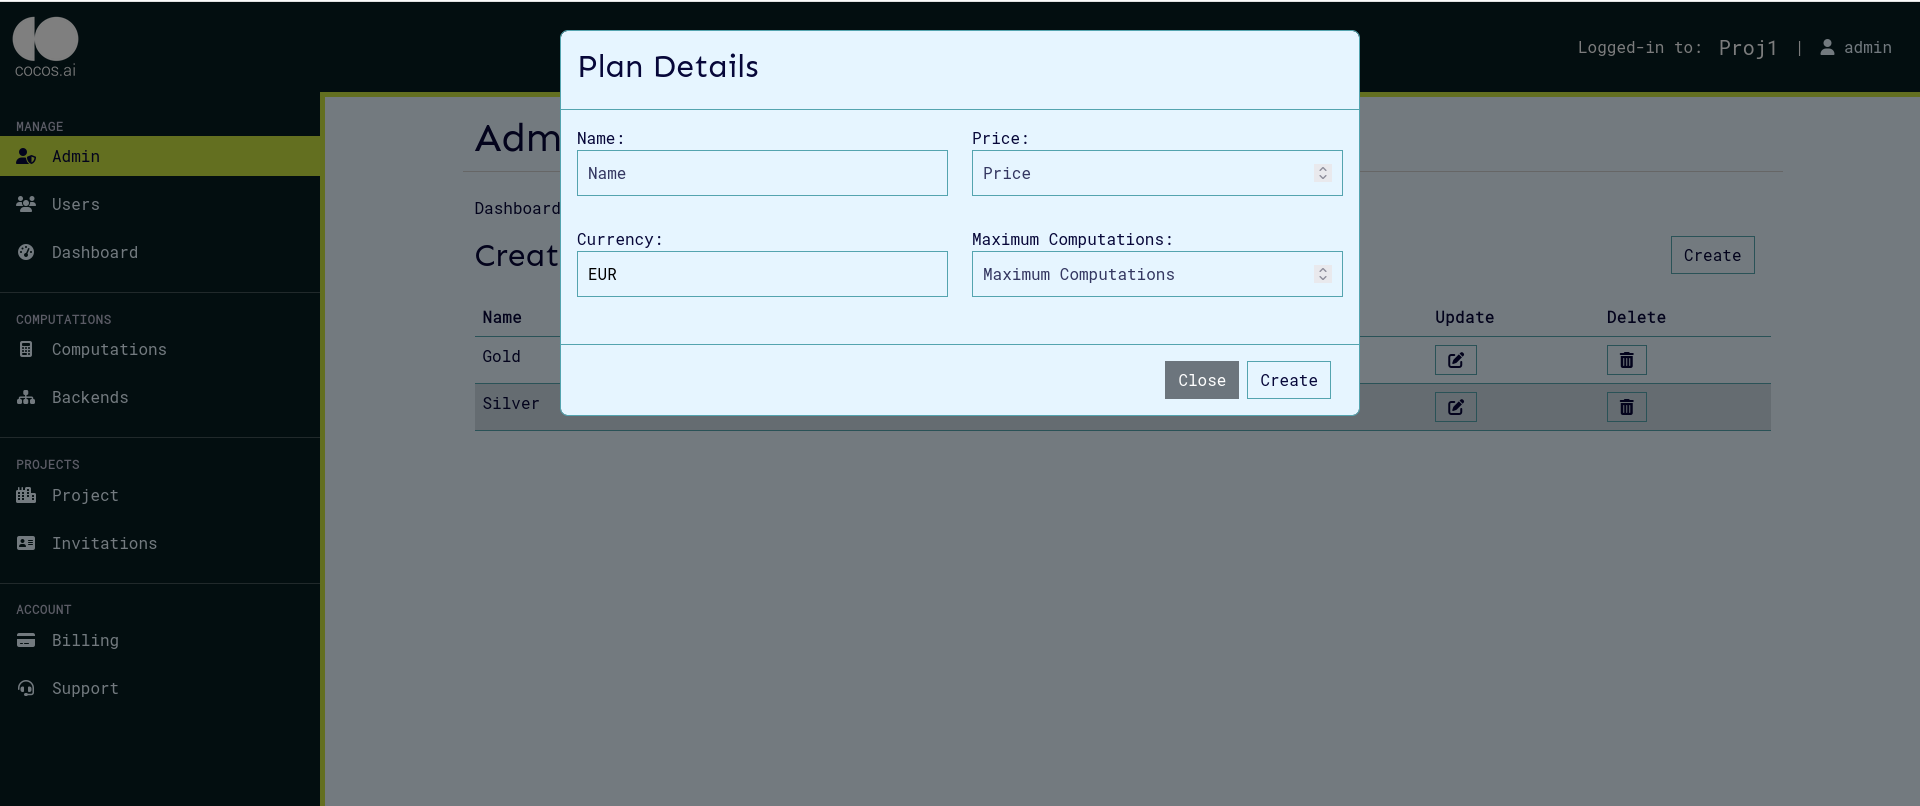 cocos.ai
Logged-in to: Proj1 | admin
MANAGE
Admin
Users
Dashboard
COMPUTATIONS
Computations
Backends
PROJECTS
Project
Invitations
ACCOUNT
Billing
Support
Adm
Dashboard
Creat
Create
Name Update Delete
Gold
Silver
Plan Details
Name: Price:
Name Price
Currency: Maximum Computations:
EUR Maximum Computations
Close Create